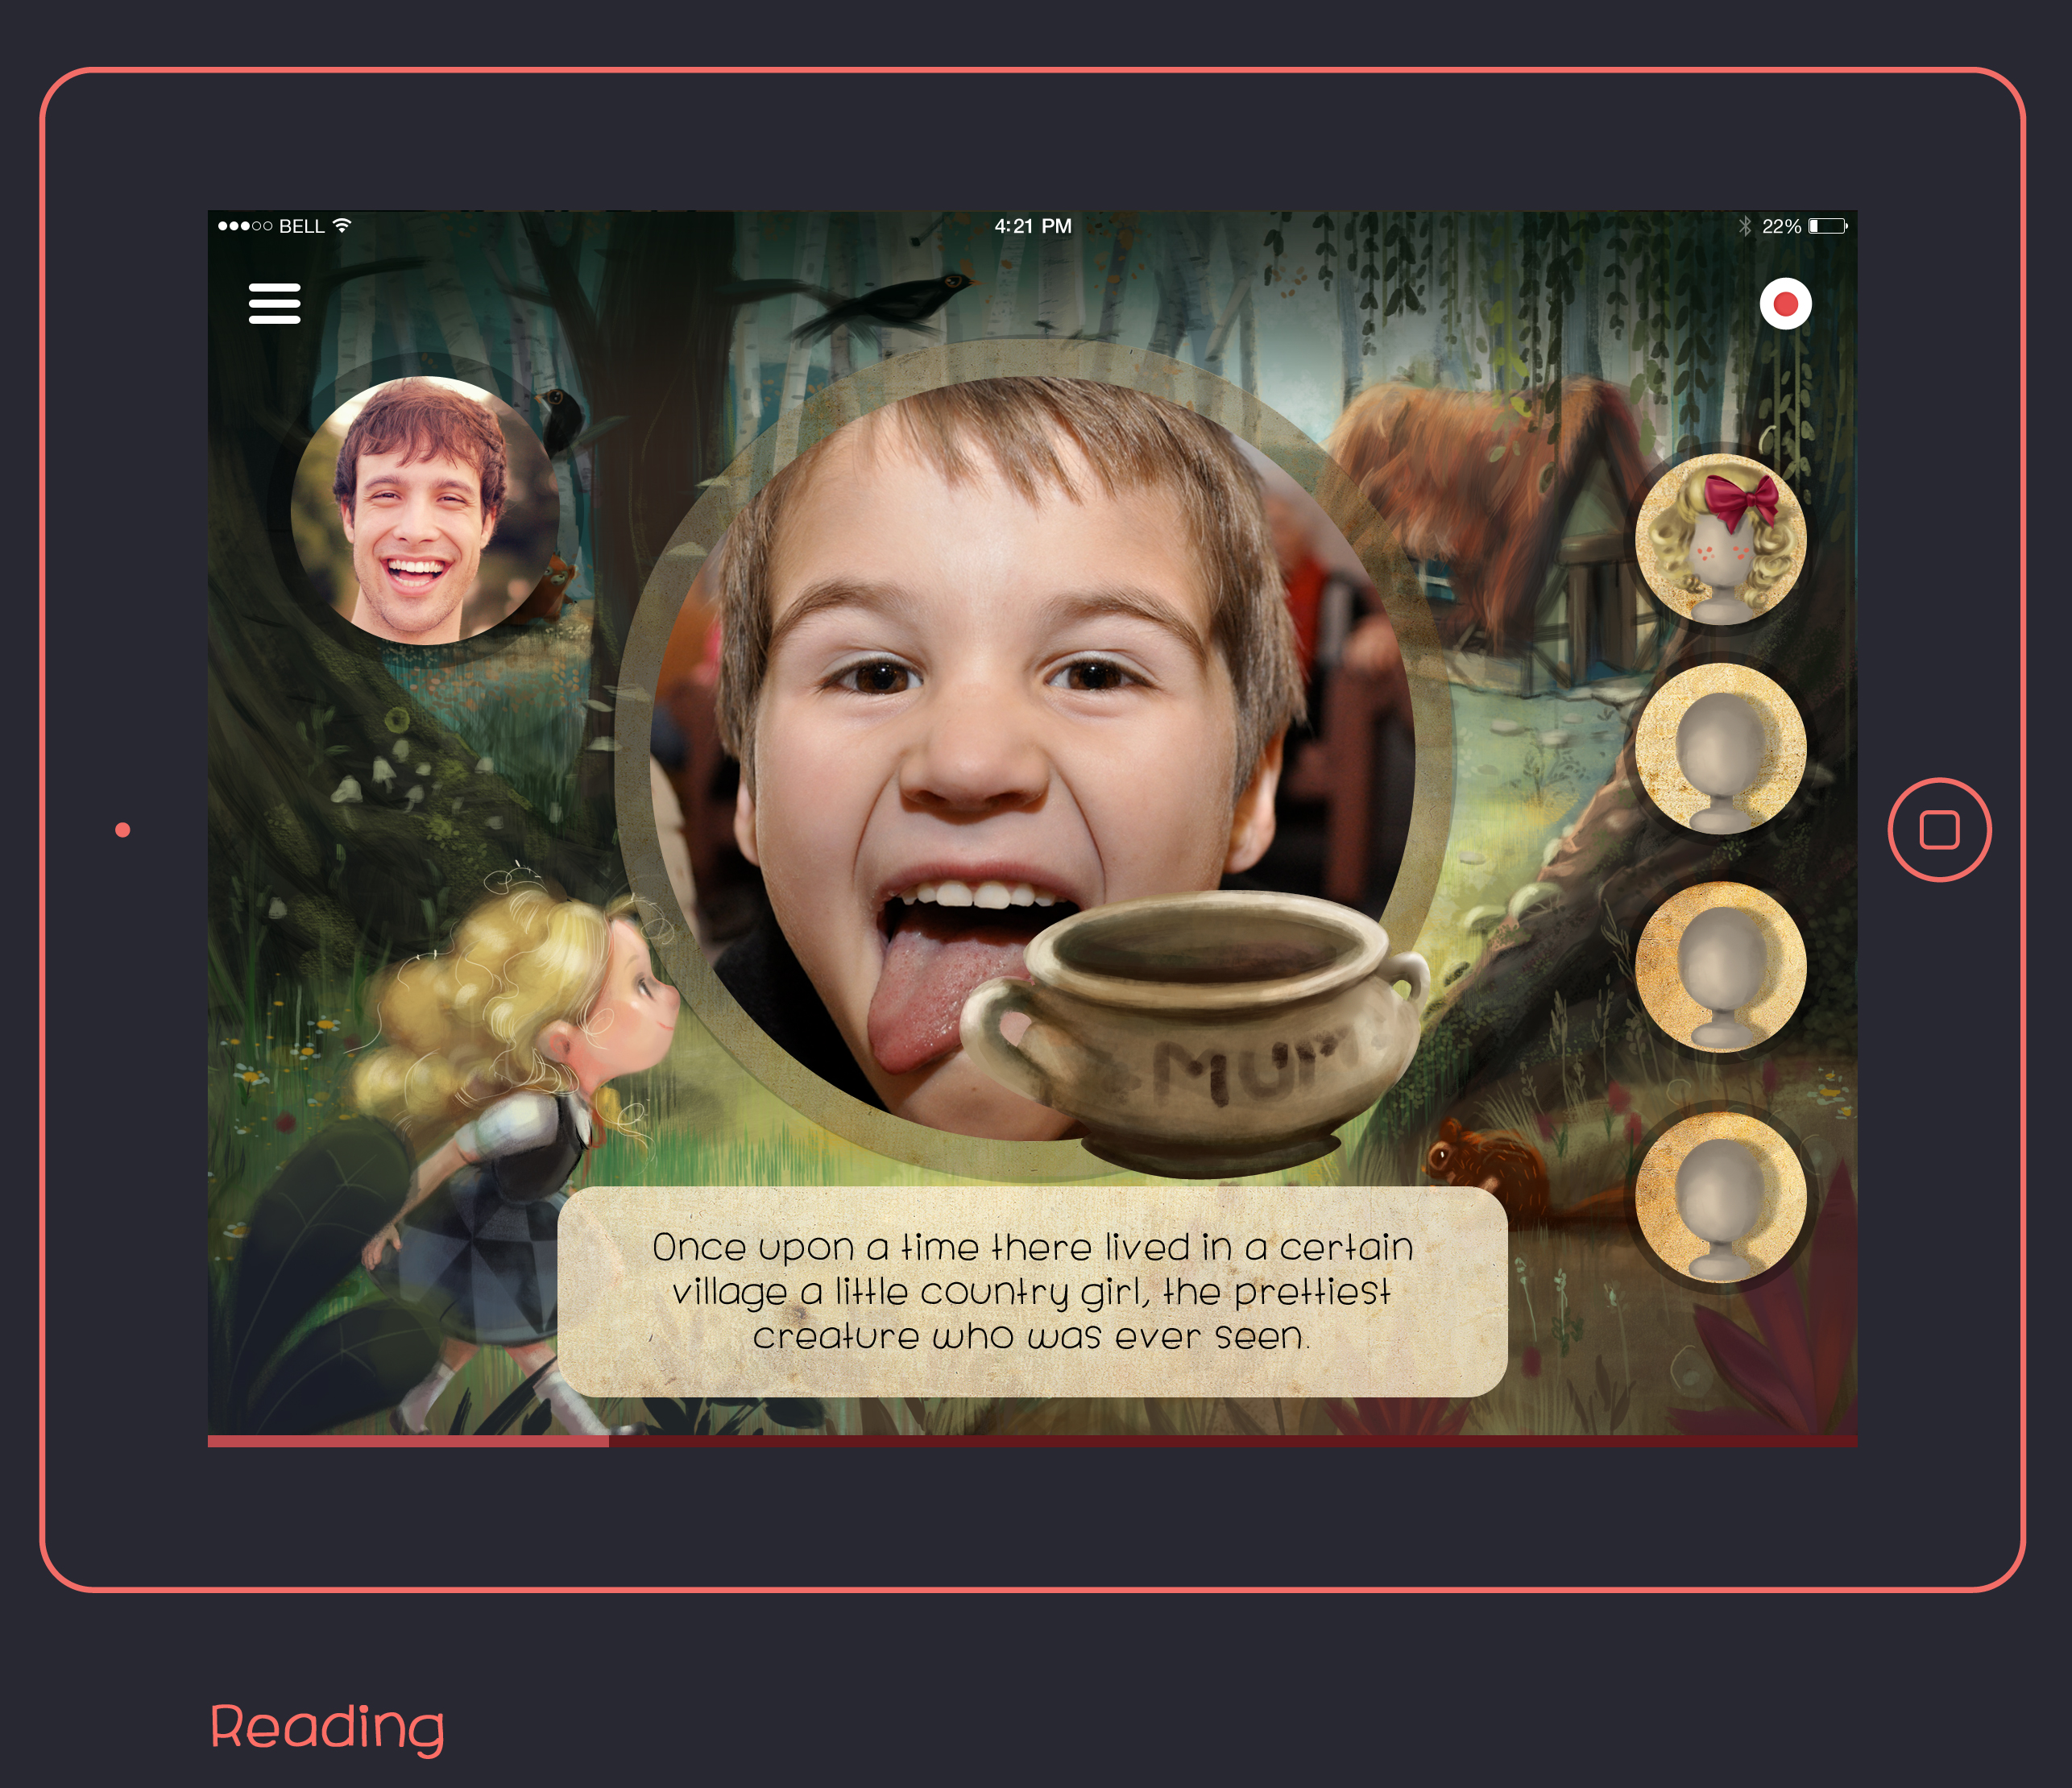 BELL
4:21 PM
22%
MUM
Once upon a time there lived in a certain
village a little country girl, the prettiest
creature who was ever seen.
Reading